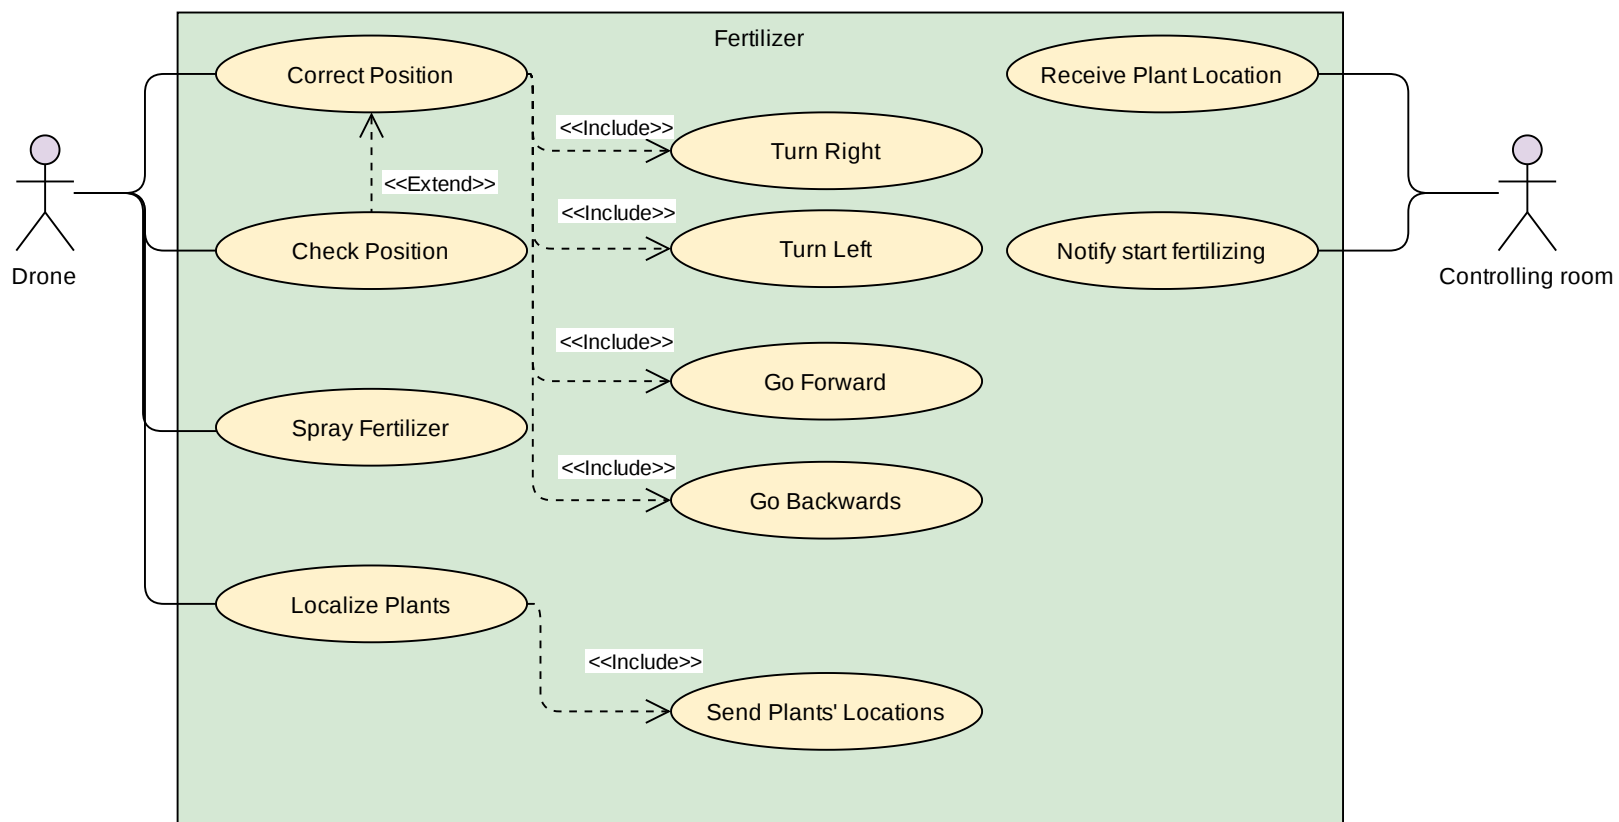 Fertilizer
Correct Position
Receive Plant Location
<<Include>>
Turn Right
<<Extend>>
<<Include>>
Check Position
Turn Left
Notify start fertilizing
Drone
Controlling room
<<Include>>
Go Forward
Spray Fertilizer
<<Include>>
Go Backwards
Localize Plants
<<Include>>
Send Plants' Locations